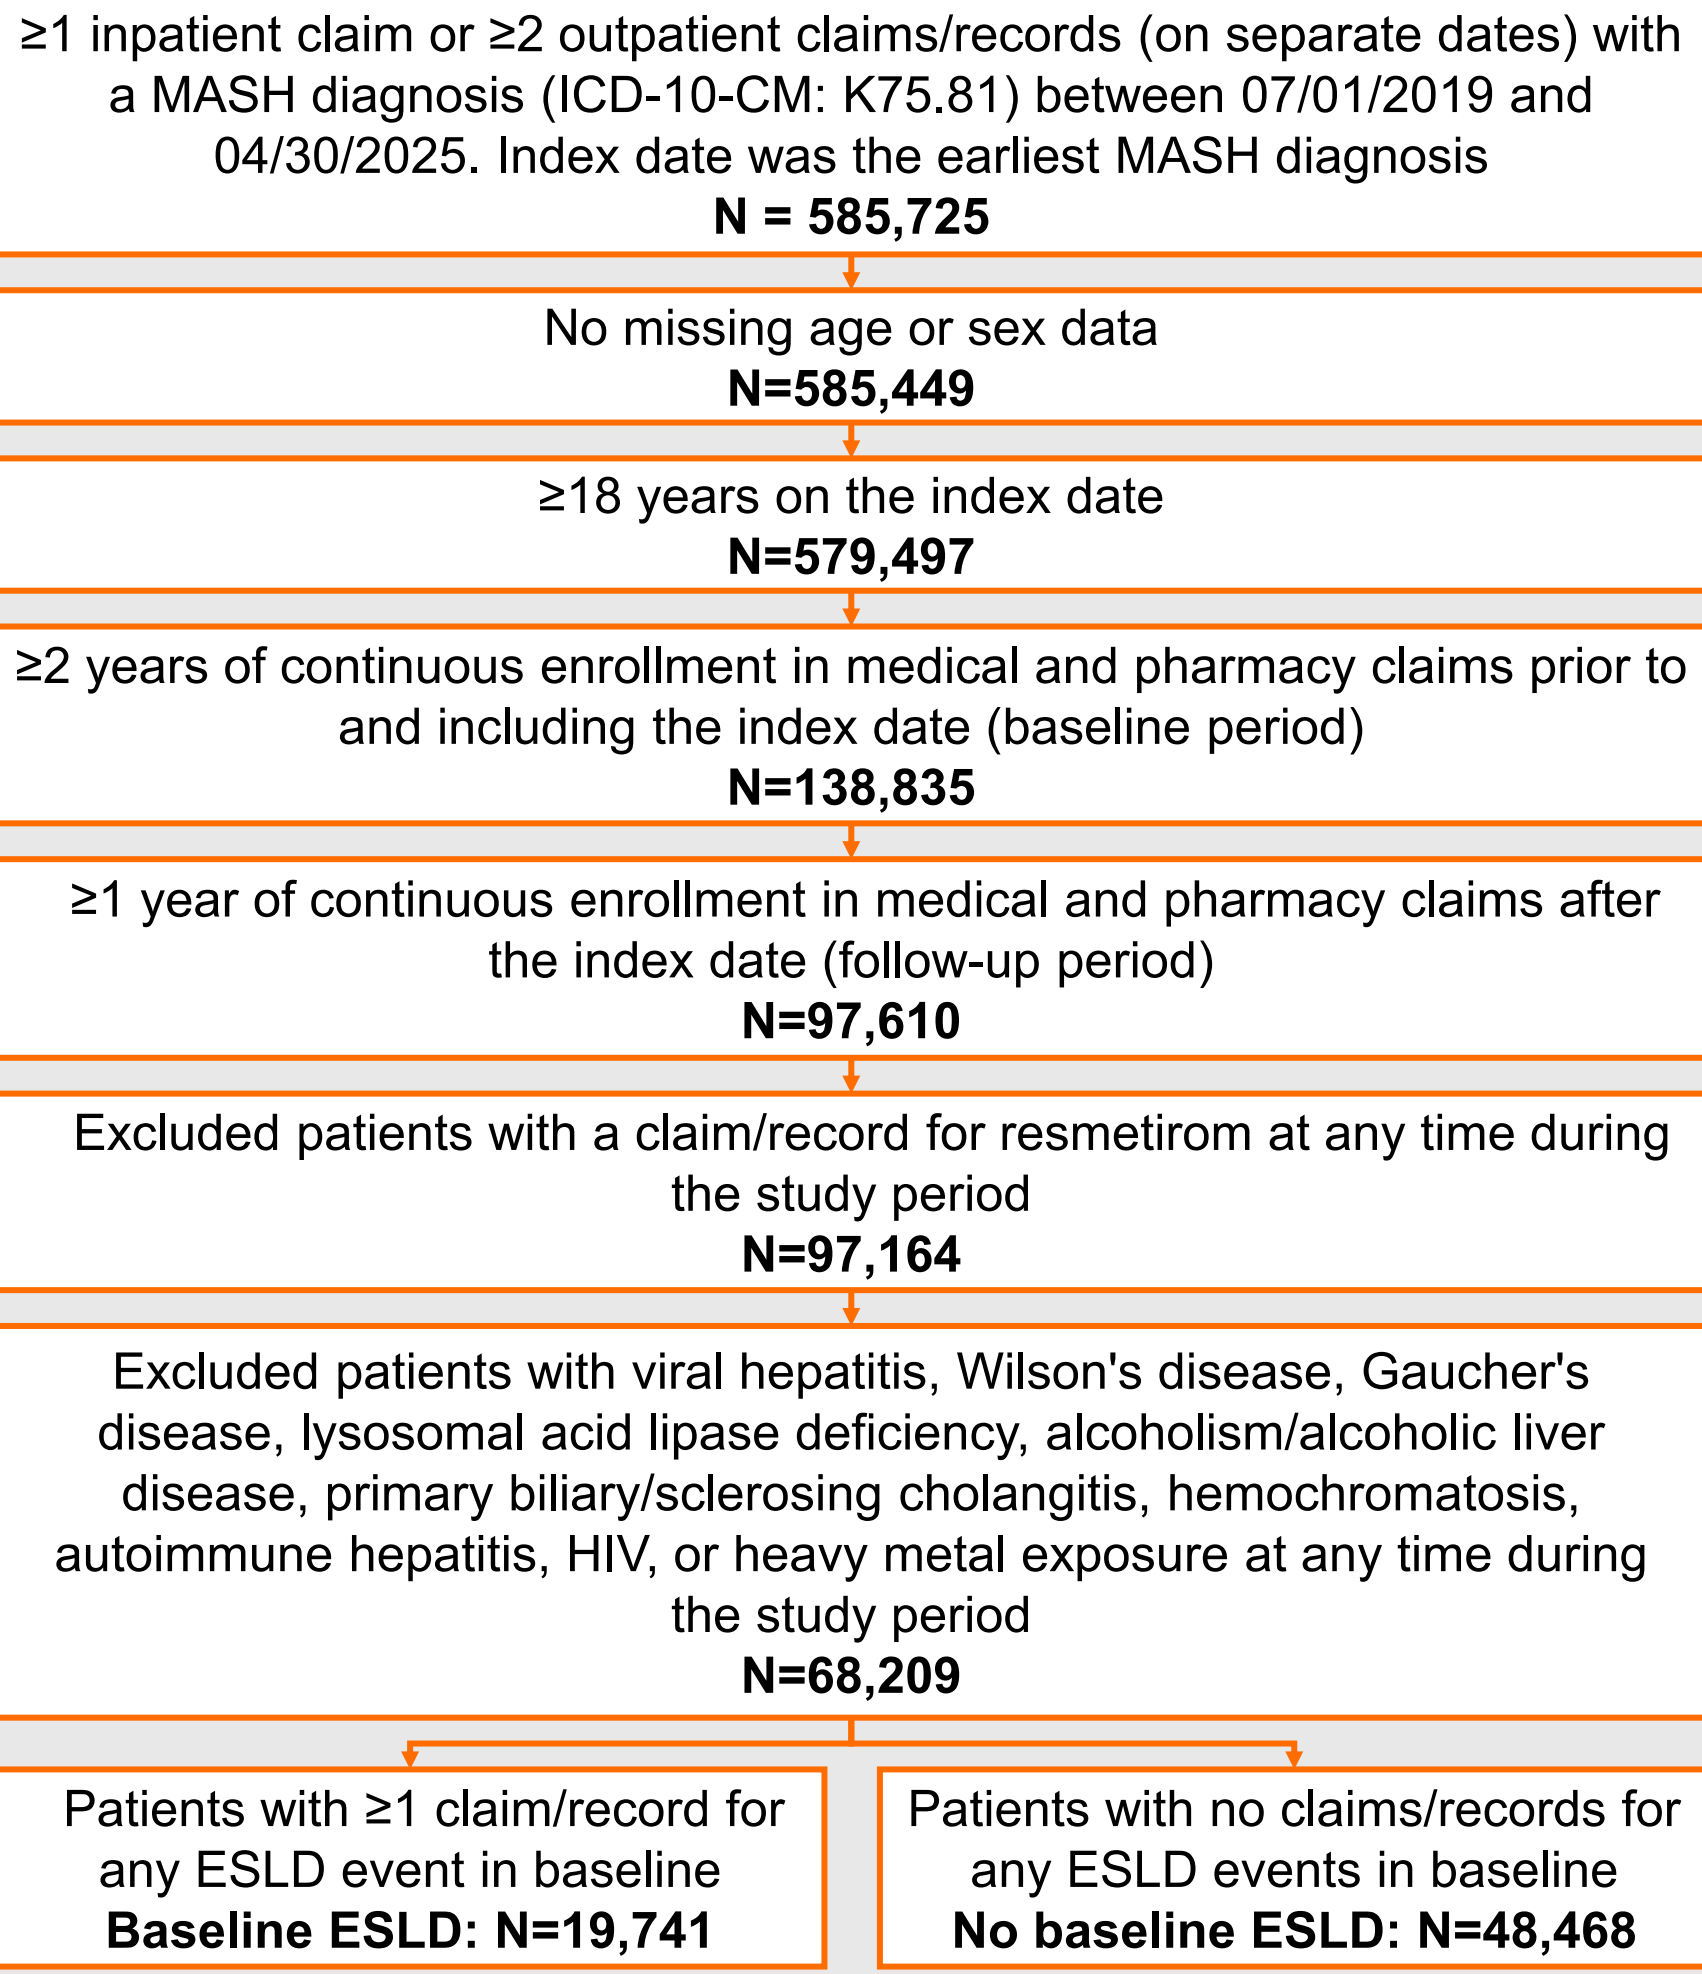 ≥1 inpatient claim or ≥2 outpatient claims/records (on separate dates) with
a MASH diagnosis (ICD-10-CM: K75.81) between 07/01/2019 and
04/30/2025. Index date was the earliest MASH diagnosis
N = 585,725
No missing age or sex data
N=585,449
≥18 years on the index date
N=579,497
≥2 years of continuous enrollment in medical and pharmacy claims prior to
and including the index date (baseline period)
N=138,835
≥1 year of continuous enrollment in medical and pharmacy claims after
the index date (follow-up period)
N=97,610
Excluded patients with a claim/record for resmetirom at any time during
the study period
N=97,164
Excluded patients with viral hepatitis, Wilson's disease, Gaucher's
disease, lysosomal acid lipase deficiency, alcoholism/alcoholic liver
disease, primary biliary/sclerosing cholangitis, hemochromatosis,
autoimmune hepatitis, HIV, or heavy metal exposure at any time during
the study period
N=68,209
Patients with ≥1 claim/record for
any ESLD event in baseline
Baseline ESLD: N=19,741
Patients with no claims/records for
any ESLD events in baseline
No baseline ESLD: N=48,468